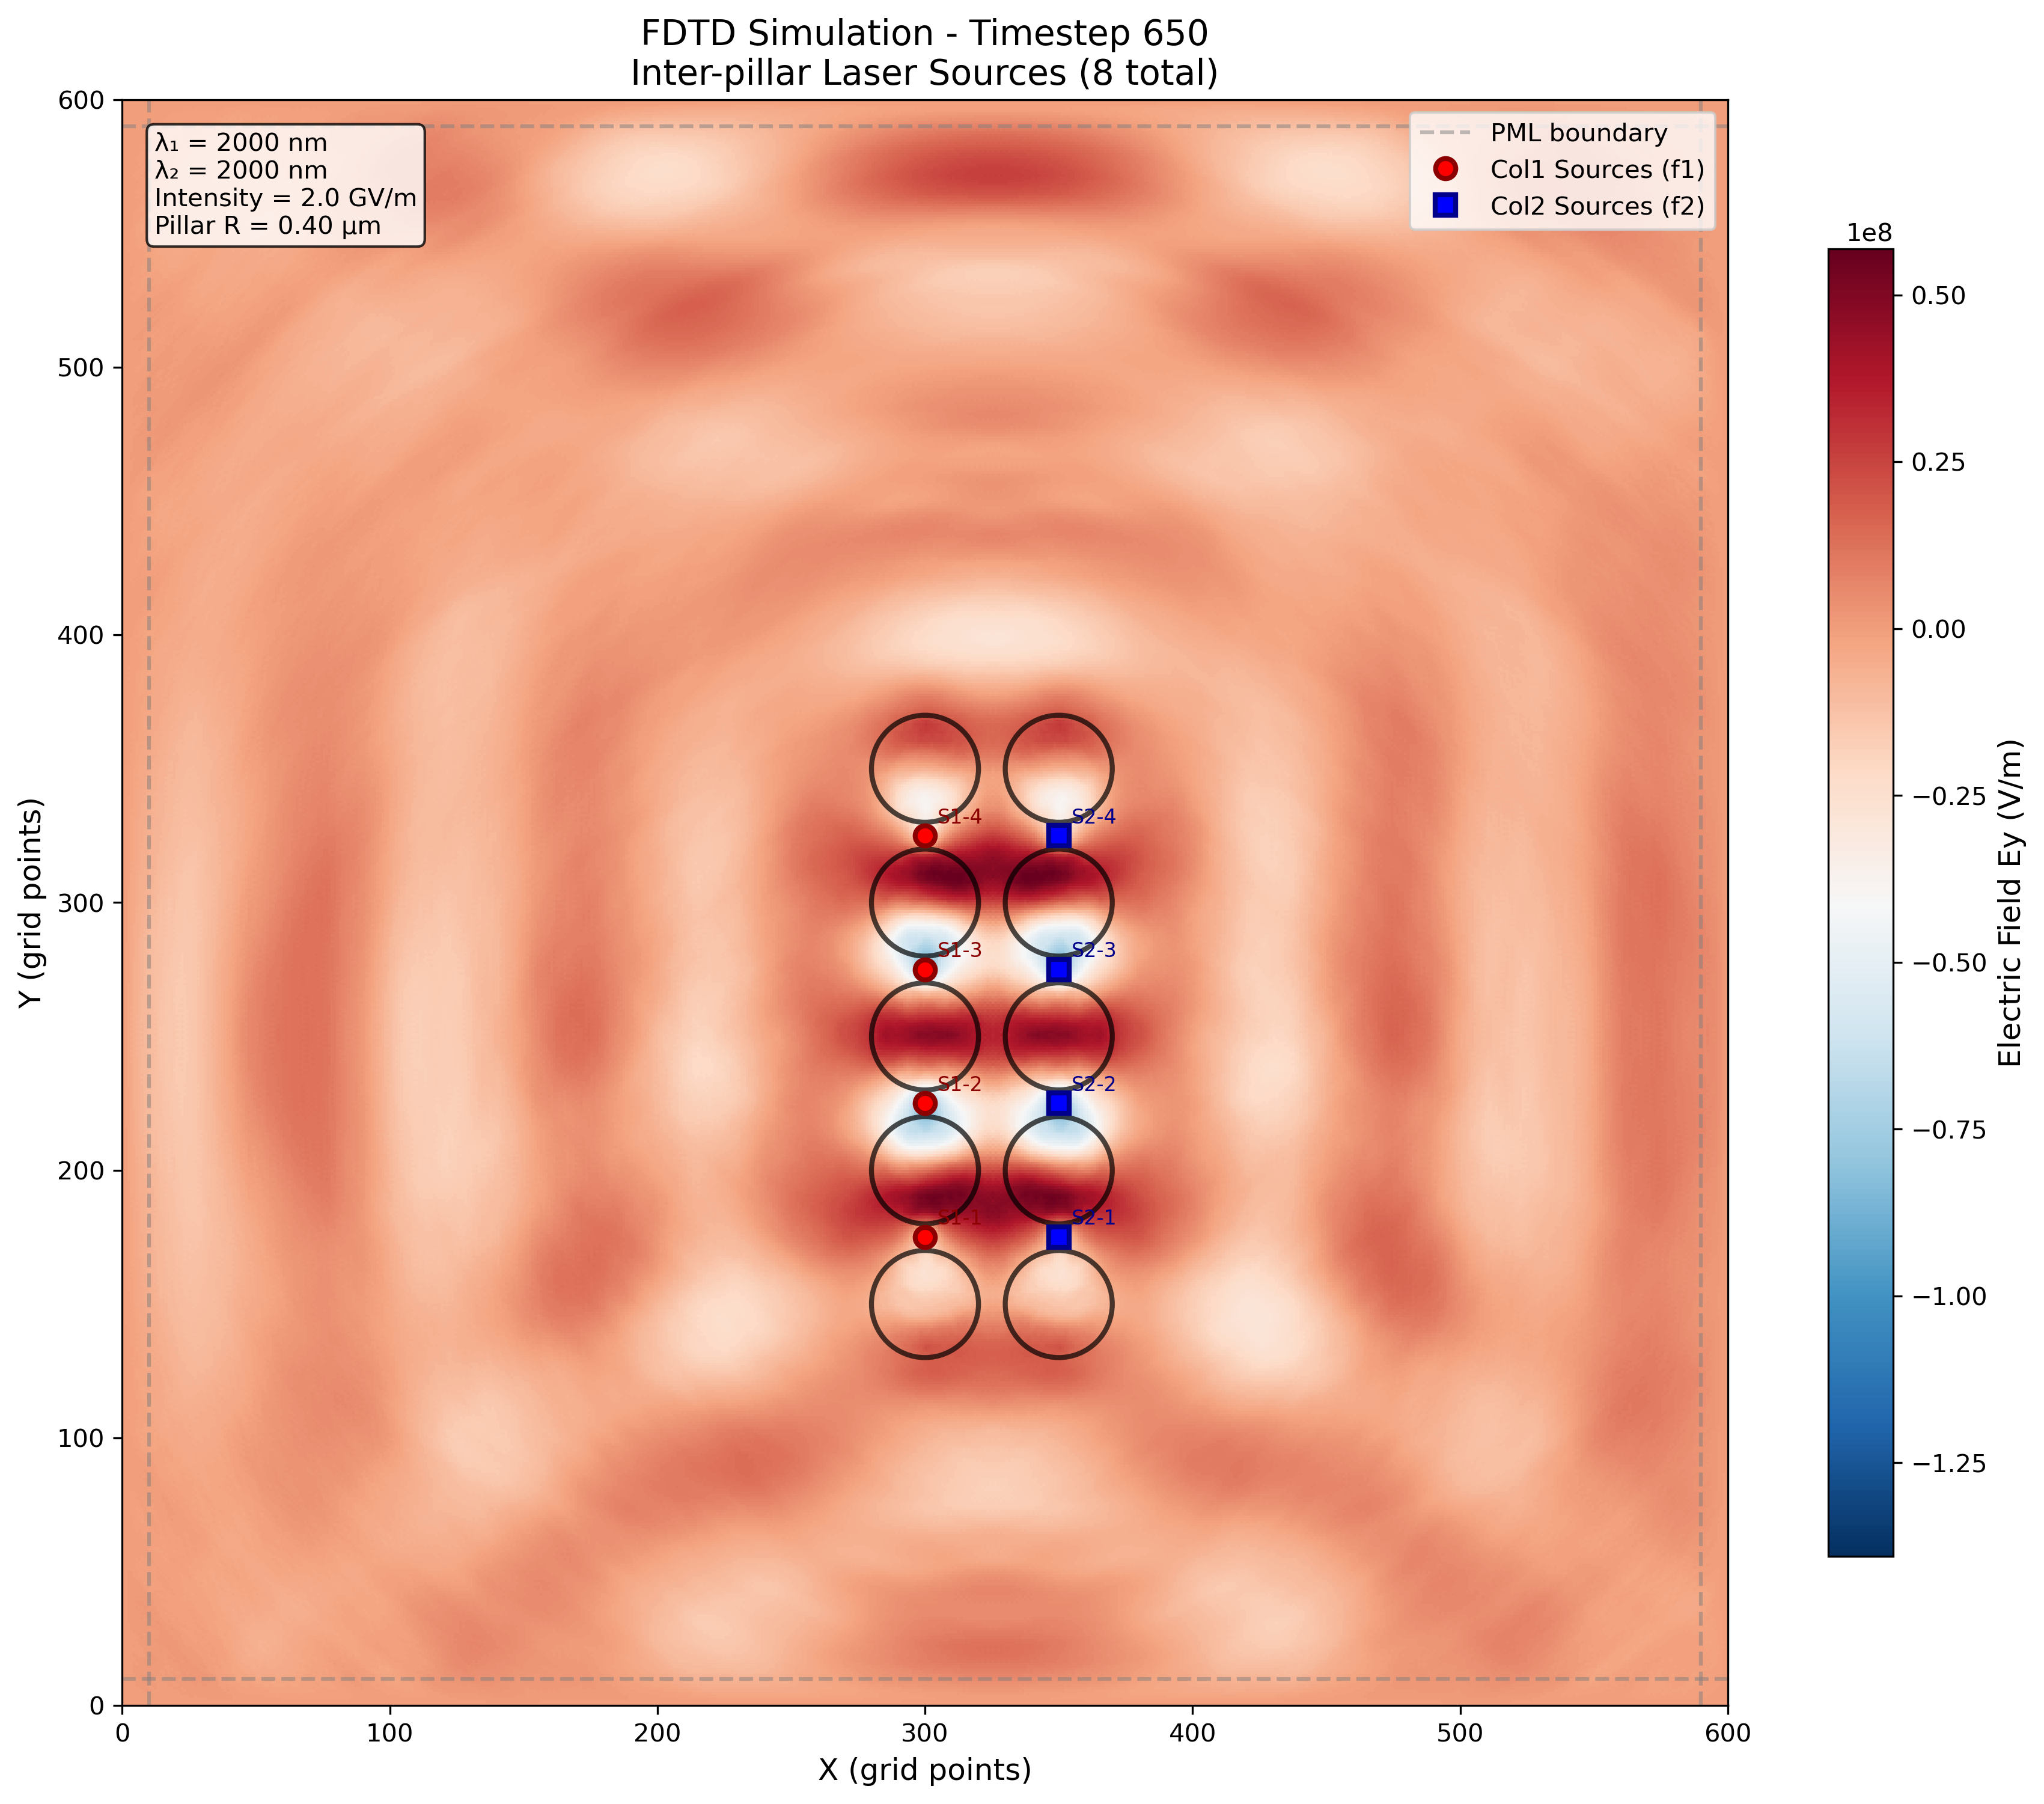 FDTD Simulation - Timestep 650
Inter-pillar Laser Sources (8 total)
λ₁ = 2000 nm
λ₂ = 2000 nm
Intensity = 2.0 GV/m
Pillar R = 0.40 μm
PML boundary
Col1 Sources (f1)
Col2 Sources (f2)
600
500
400
300
200
100
0
Y (grid points)
S1-4 S2-4
S1-3 S2-3
S1-2 S2-2
S1-1 S2-1
0 100 200 300 400 500 600
X (grid points)
1e8
0.50
0.25
0.00
−0.25
−0.50
−0.75
−1.00
−1.25
Electric Field Ey (V/m)